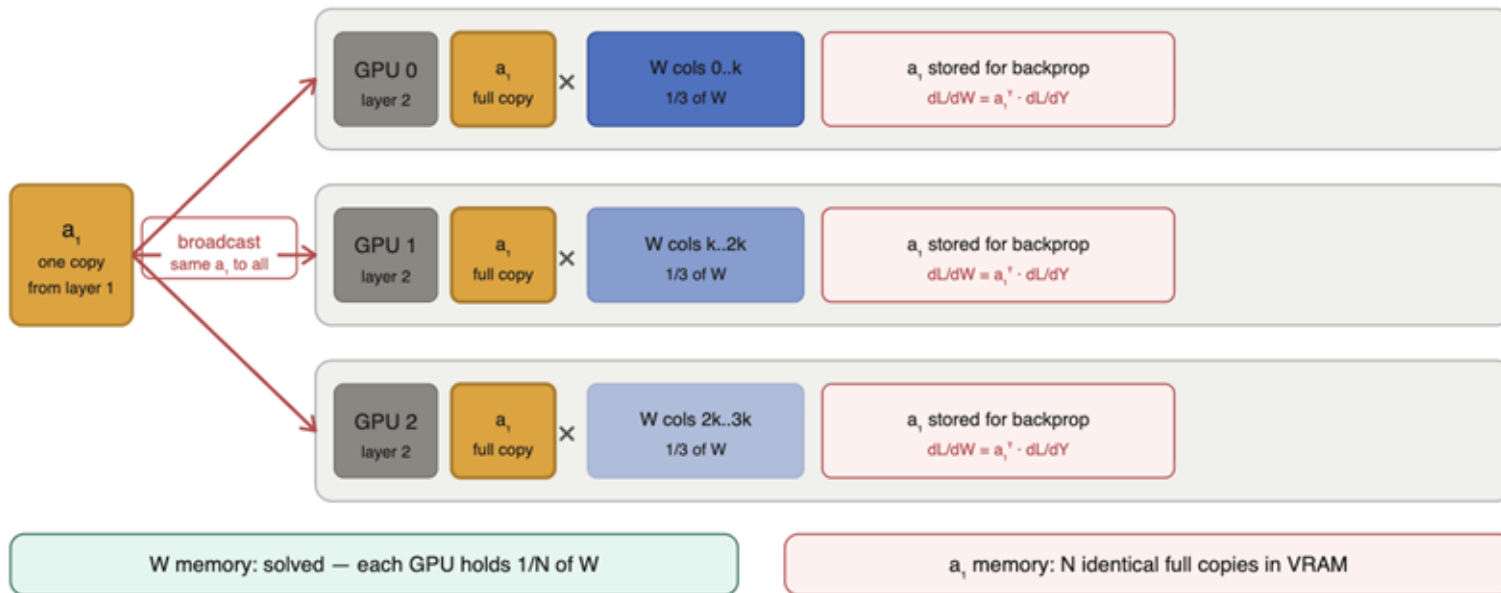 GPU 0
layer 2
a₁
full copy
×
W cols 0..k
1/3 of W
a₁ stored for backprop
dL/dW = a₁ᵀ · dL/dY
a₁
one copy
from layer 1
broadcast
same a₁ to all
GPU 1
layer 2
a₁
full copy
×
W cols k..2k
1/3 of W
a₁ stored for backprop
dL/dW = a₁ᵀ · dL/dY
GPU 2
layer 2
a₁
full copy
×
W cols 2k..3k
1/3 of W
a₁ stored for backprop
dL/dW = a₁ᵀ · dL/dY
W memory: solved — each GPU holds 1/N of W
a₁ memory: N identical full copies in VRAM